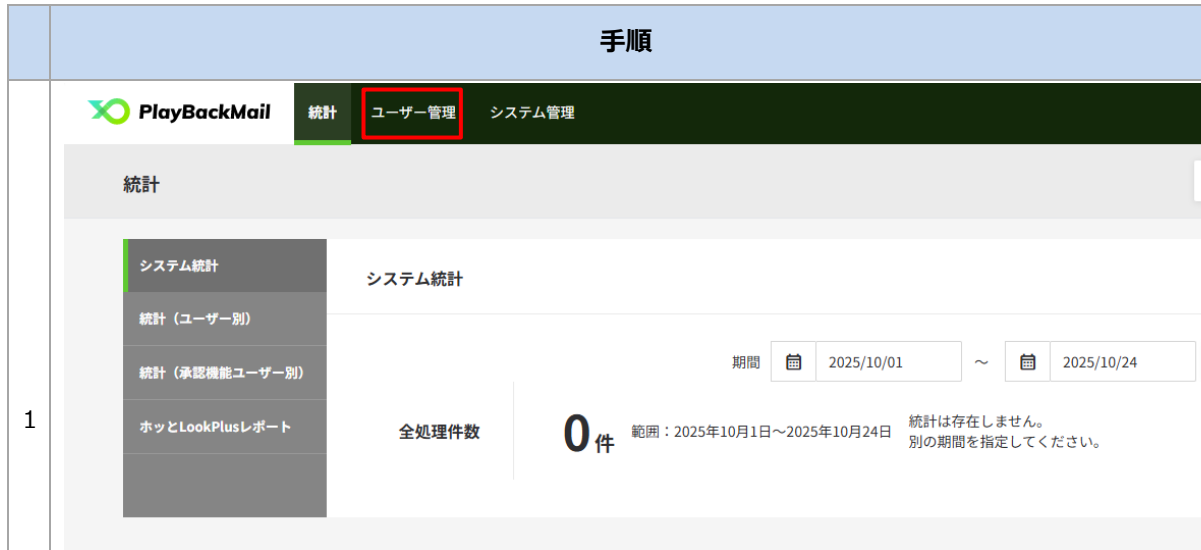 手順
PlayBackMail 統計 ユーザー管理 システム管理
統計
システム統計
統計（ユーザー別）
統計（承認機能ユーザー別）
ホッとLookPlusレポート
システム統計
期間 2025/10/01 ～ 2025/10/24
全処理件数
0件 範囲：2025年10月1日～2025年10月24日
統計は存在しません。
別の期間を指定してください。
1